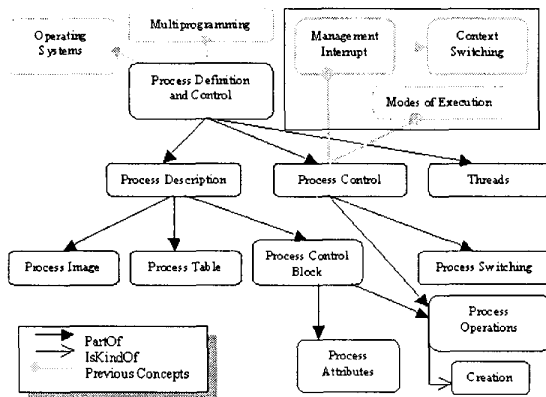 Multiprogramming
Operating
Systems
Management
Interrupt
Context
Switching
Process Definition
and Control
Modes of Execution
Process Description
Process Control
Threads
Process Image
Process Table
Process Control
Block
Process Switching
Process
Operations
PartOf
IsKindOf
Previous Concepts
Process
Attributes
Creation